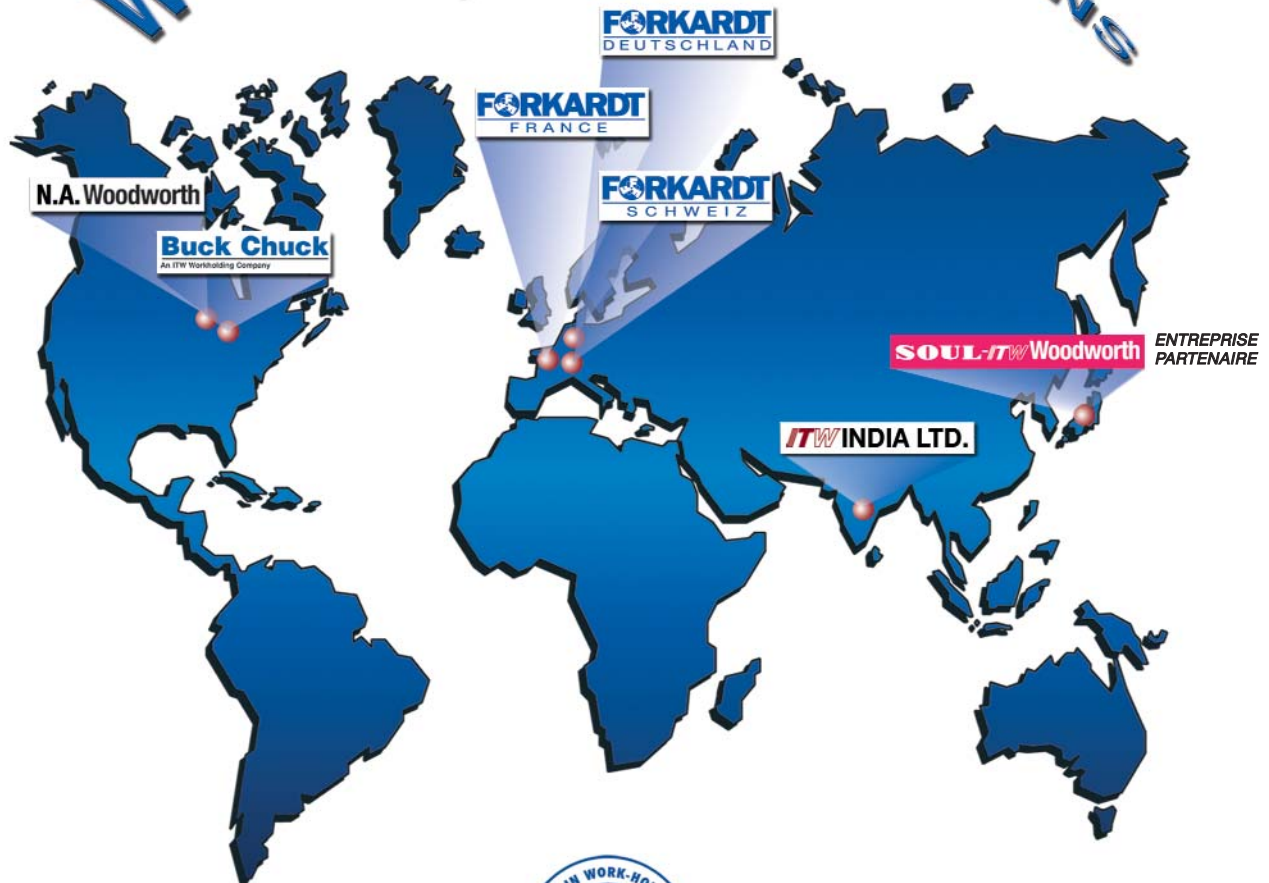 FORKARDT
DEUTSCHLAND
FORKARDT
FRANCE
N.A. Woodworth
FORKARDT
SCHWEIZ
Buck Chuck
An ITW Workholding Company
SOUL-ITW Woodworth
ENTREPRISE
PARTENAIRE
ITW INDIA LTD.